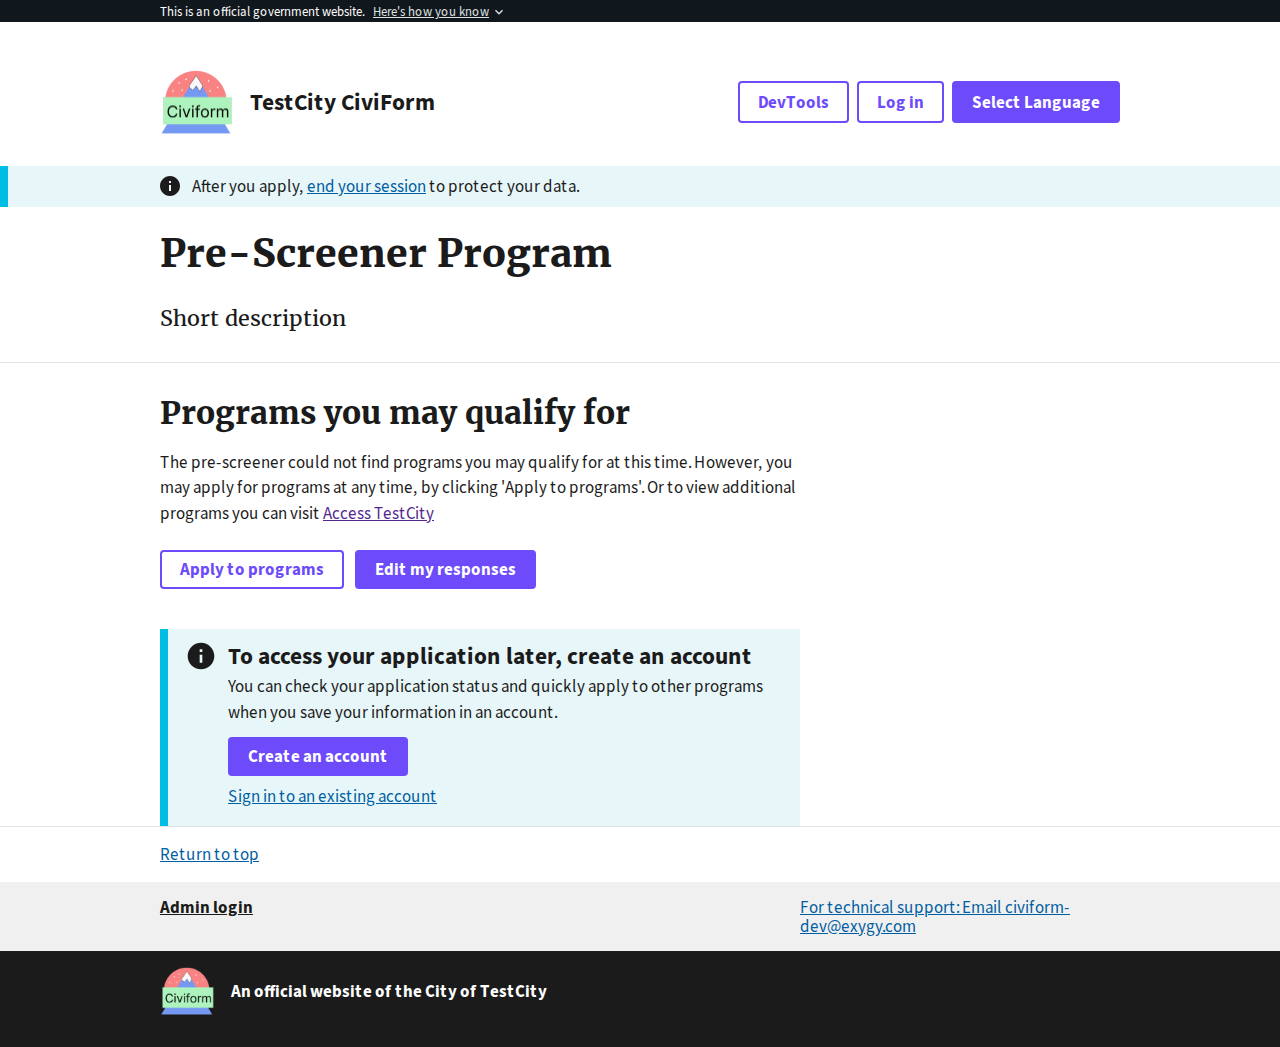 This is an official government website. Here's how you know
Civiform
TestCity CiviForm
DevTools
Log in
Select Language
After you apply, end your session to protect your data.
Pre-Screener Program
Short description
Programs you may qualify for
The pre-screener could not find programs you may qualify for at this time. However, you
may apply for programs at any time, by clicking 'Apply to programs'. Or to view additional
programs you can visit Access TestCity
Apply to programs
Edit my responses
To access your application later, create an account
You can check your application status and quickly apply to other programs
when you save your information in an account.
Create an account
Sign in to an existing account
Return to top
Admin login
For technical support: Email civiform-
dev@exygy.com
Civiform
An official website of the City of TestCity